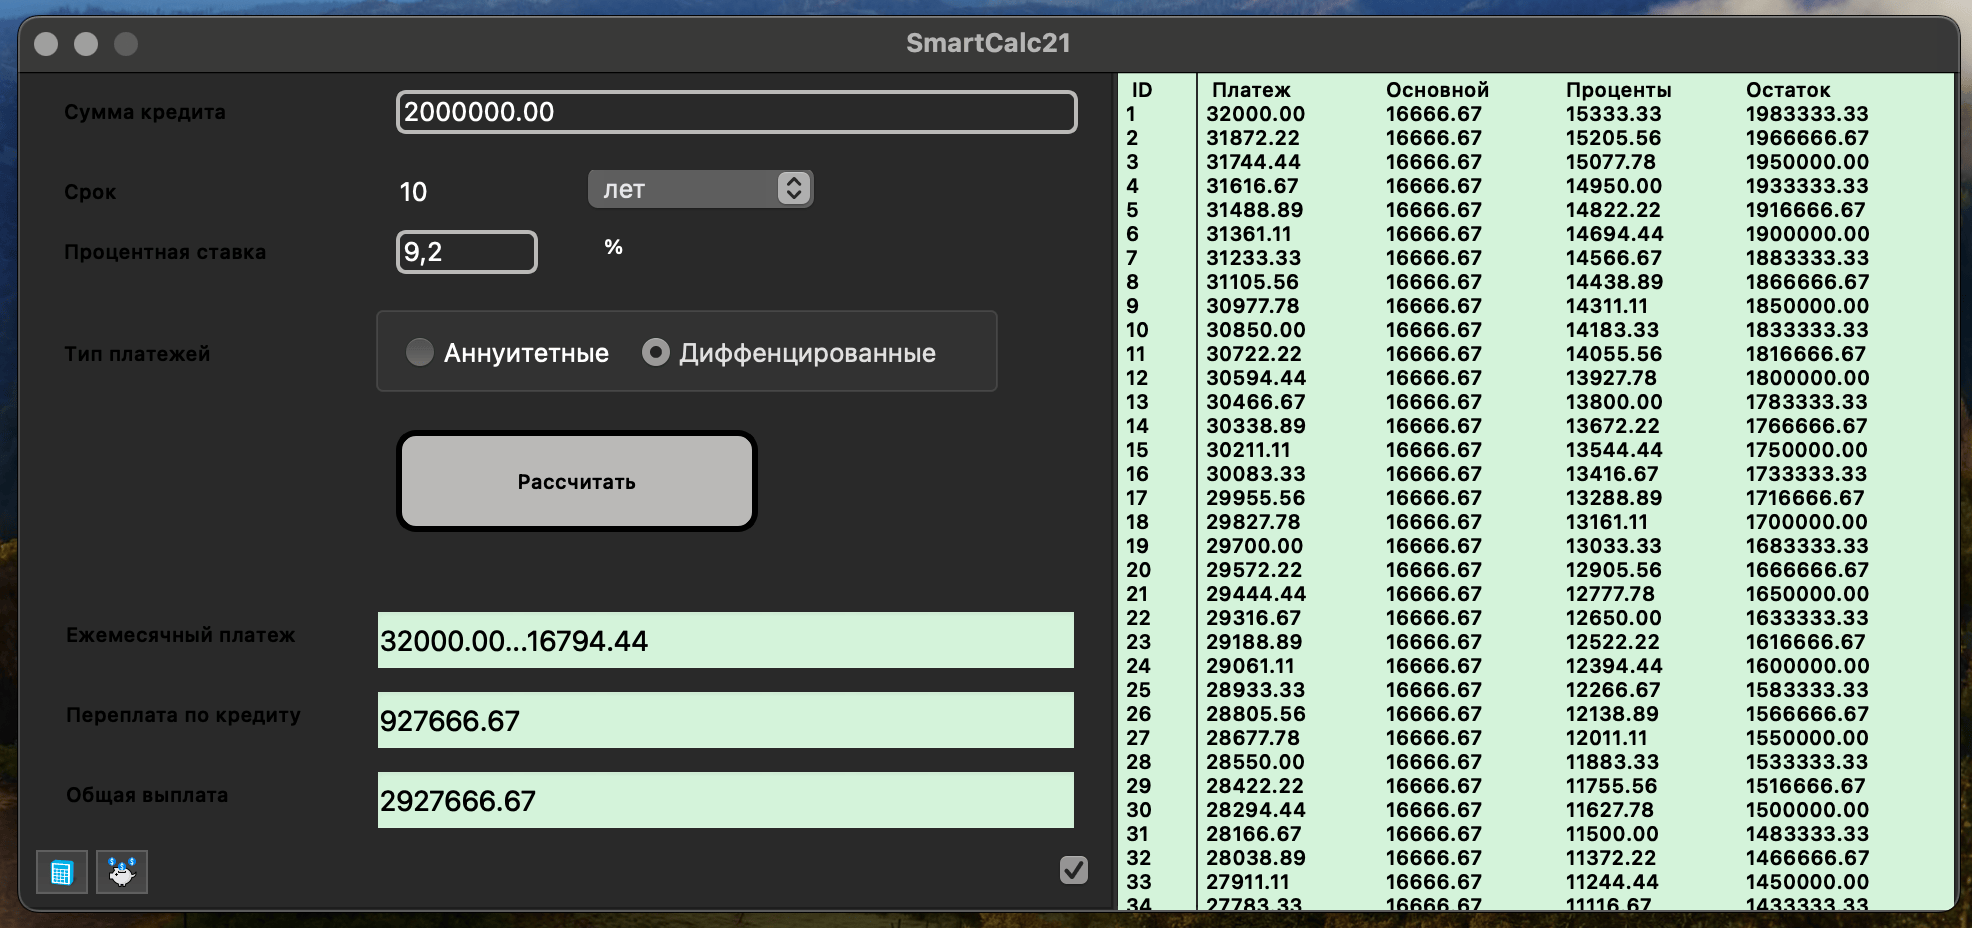 SmartCalc21
Сумма кредита 2000000.00
Срок 10 лет
Процентная ставка 9,2 %
Тип платежей Аннуитетные Диффенцированные
Рассчитать
Ежемесячный платеж 32000.00...16794.44
Переплата по кредиту 927666.67
Общая выплата 2927666.67
ID Платеж Основной Проценты Остаток
1 32000.00 16666.67 15333.33 1983333.33
2 31872.22 16666.67 15205.56 1966666.67
3 31744.44 16666.67 15077.78 1950000.00
4 31616.67 16666.67 14950.00 1933333.33
5 31488.89 16666.67 14822.22 1916666.67
6 31361.11 16666.67 14694.44 1900000.00
7 31233.33 16666.67 14566.67 1883333.33
8 31105.56 16666.67 14438.89 1866666.67
9 30977.78 16666.67 14311.11 1850000.00
10 30850.00 16666.67 14183.33 1833333.33
11 30722.22 16666.67 14055.56 1816666.67
12 30594.44 16666.67 13927.78 1800000.00
13 30466.67 16666.67 13800.00 1783333.33
14 30338.89 16666.67 13672.22 1766666.67
15 30211.11 16666.67 13544.44 1750000.00
16 30083.33 16666.67 13416.67 1733333.33
17 29955.56 16666.67 13288.89 1716666.67
18 29827.78 16666.67 13161.11 1700000.00
19 29700.00 16666.67 13033.33 1683333.33
20 29572.22 16666.67 12905.56 1666666.67
21 29444.44 16666.67 12777.78 1650000.00
22 29316.67 16666.67 12650.00 1633333.33
23 29188.89 16666.67 12522.22 1616666.67
24 29061.11 16666.67 12394.44 1600000.00
25 28933.33 16666.67 12266.67 1583333.33
26 28805.56 16666.67 12138.89 1566666.67
27 28677.78 16666.67 12011.11 1550000.00
28 28550.00 16666.67 11883.33 1533333.33
29 28422.22 16666.67 11755.56 1516666.67
30 28294.44 16666.67 11627.78 1500000.00
31 28166.67 16666.67 11500.00 1483333.33
32 28038.89 16666.67 11372.22 1466666.67
33 27911.11 16666.67 11244.44 1450000.00
34 27783.33 16666.67 11116.67 1433333.33